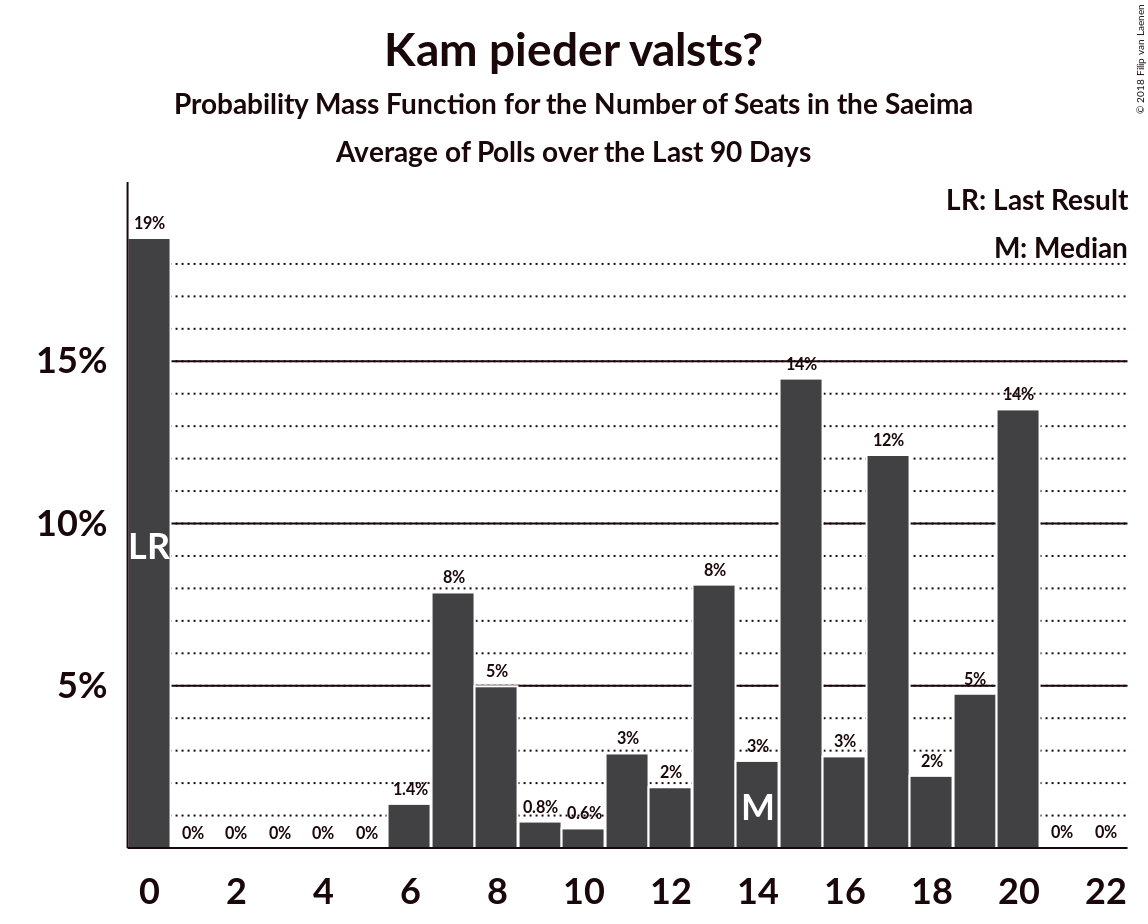 Kam pieder valsts?
Probability Mass Function for the Number of Seats in the Saeima
Average of Polls over the Last 90 Days
© 2018 Filip van Laenen
LR: Last Result
M: Median
19%
15%
14%
14%
12%
10%
LR
8%
8%
5%
5%
5%
3%
3%
3%
2%
2%
1.4%
0.8%
0.6%
M
0% 0% 0% 0% 0% 0% 0%
0 2 4 6 8 10 12 14 16 18 20 22